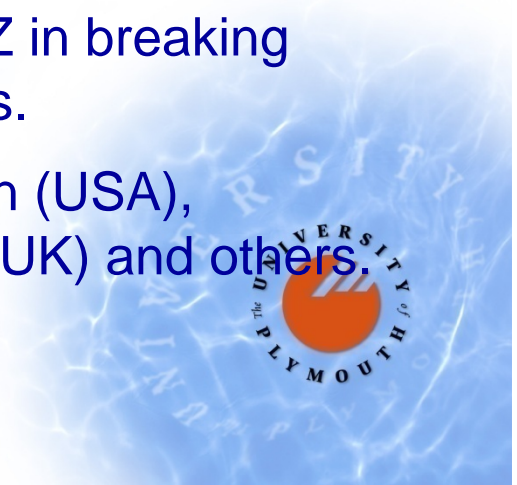 Z in breaking
s.
n (USA),
UK) and others.
The UNIVERSITY of
PLYMOUTH